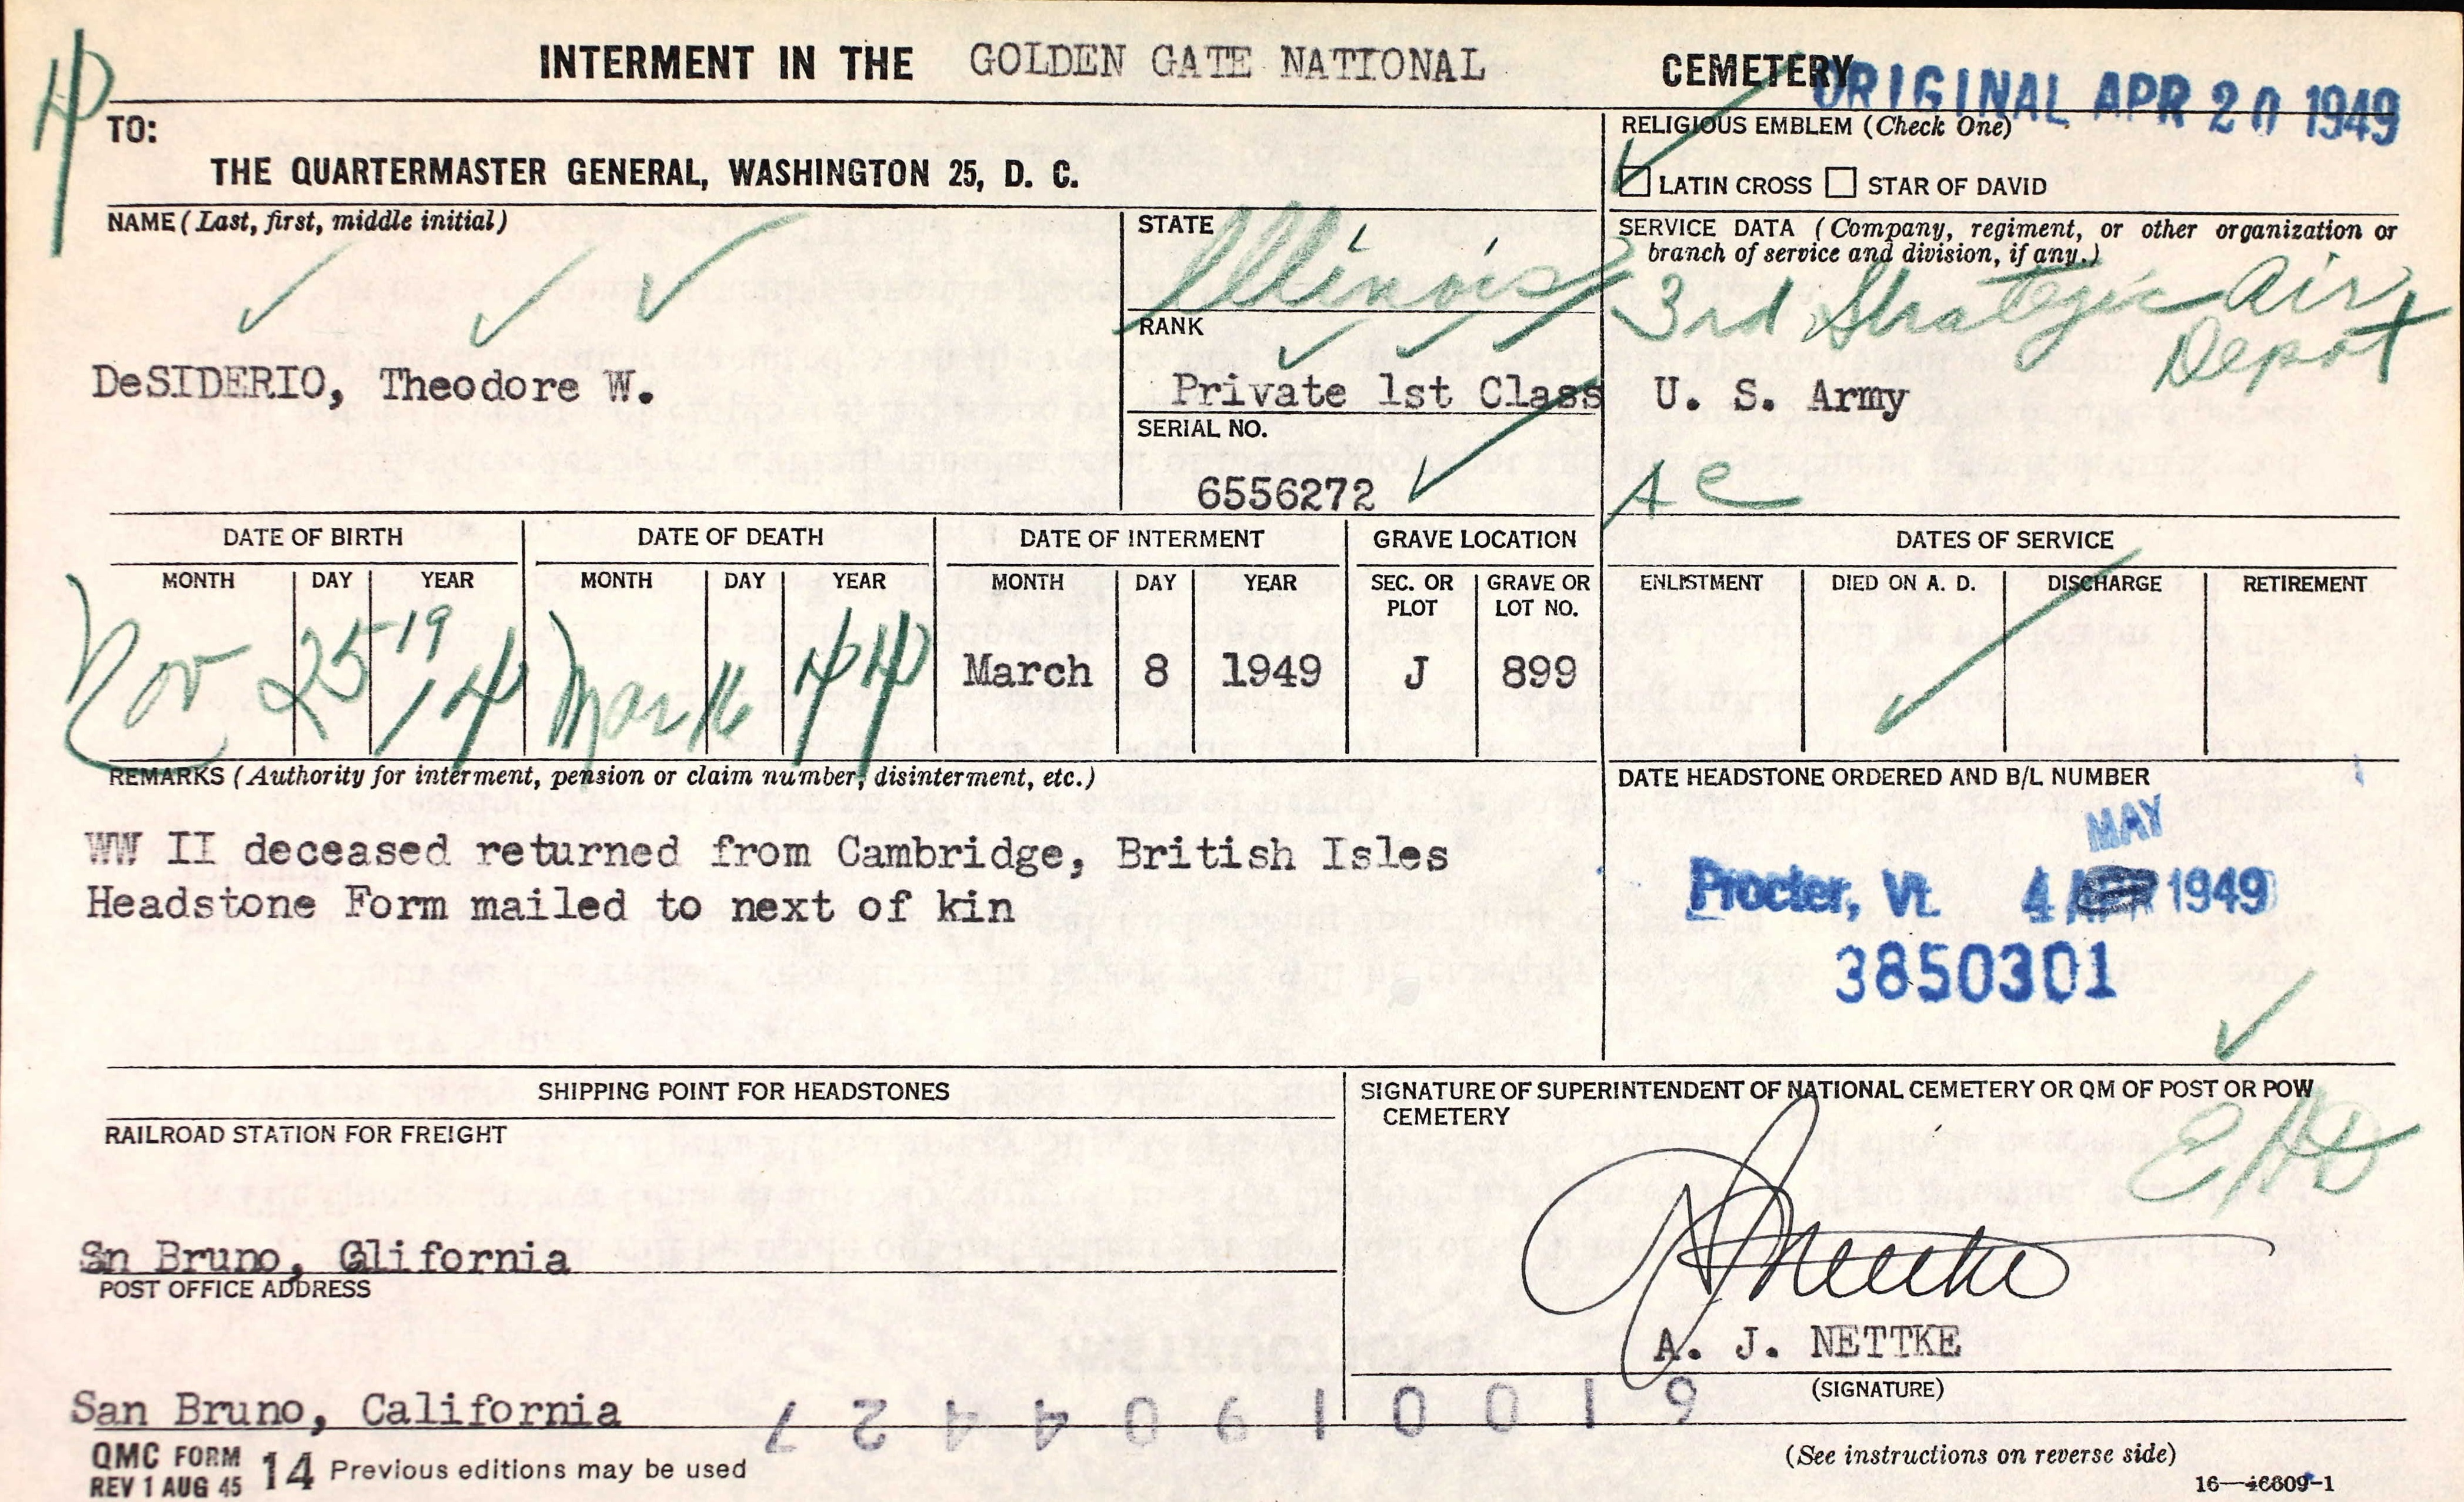 INTERMENT IN THE GOLDEN GATE NATIONAL CEMETERY
ORIGINAL APR 20 1949
TO:
THE QUARTERMASTER GENERAL, WASHINGTON 25, D. C.
RELIGIOUS EMBLEM (Check One)
LATIN CROSS STAR OF DAVID
NAME (Last, first, middle initial)
DeSIDERIO, Theodore W.
STATE
Illinois
RANK
Private 1st Class
SERIAL NO.
6556272
SERVICE DATA (Company, regiment, or other organization or
branch of service and division, if any.)
3rd Strategic Air
Depot
U. S. Army
AC
DATE OF BIRTH
MONTH DAY YEAR
Nov 25 19
14
DATE OF DEATH
MONTH DAY YEAR
Mar 16 44
DATE OF INTERMENT
MONTH DAY YEAR
March 8 1949
GRAVE LOCATION
SEC. OR PLOT
GRAVE OR LOT NO.
J 899
DATES OF SERVICE
ENLISTMENT DIED ON A. D. DISCHARGE RETIREMENT
REMARKS (Authority for interment, pension or claim number, disinterment, etc.)
WW II deceased returned from Cambridge, British Isles
Headstone Form mailed to next of kin
DATE HEADSTONE ORDERED AND B/L NUMBER
MAY
Procter, Vt. 4 APR 1949
3850301
SHIPPING POINT FOR HEADSTONES
RAILROAD STATION FOR FREIGHT
Sn Bruno, Glifornia
POST OFFICE ADDRESS
San Bruno, California
SIGNATURE OF SUPERINTENDENT OF NATIONAL CEMETERY OR QM OF POST OR POW
CEMETERY
A J Nettke
A. J. NETTKE
(SIGNATURE)
7 2 4 4 0 9 1 0 0 1 9
QMC FORM 14 Previous editions may be used
REV 1 AUG 45
(See instructions on reverse side)
16—46609-1